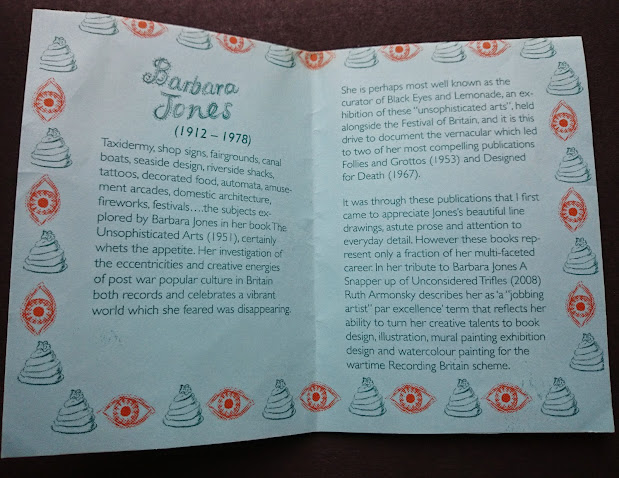 Barbara
Jones
(1912 – 1978)
Taxidermy, shop signs, fairgrounds, canal
boats, seaside design, riverside shacks,
tattoos, decorated food, automata, amuse-
ment arcades, domestic architecture,
fireworks, festivals….the subjects ex-
plored by Barbara Jones in her book The
Unsophisticated Arts (1951), certainly
whets the appetite. Her investigation of
the eccentricities and creative energies
of post war popular culture in Britain
both records and celebrates a vibrant
world which she feared was disappearing.
She is perhaps most well known as the
curator of Black Eyes and Lemonade, an ex-
hibition of these “unsophisticated arts”, held
alongside the Festival of Britain, and it is this
drive to document the vernacular which led
to two of her most compelling publications
Follies and Grottos (1953) and Designed
for Death (1967).
It was through these publications that I first
came to appreciate Jones's beautiful line
drawings, astute prose and attention to
everyday detail. However these books rep-
resent only a fraction of her multi-faceted
career. In her tribute to Barbara Jones A
Snapper up of Unconsidered Trifles (2008)
Ruth Armonsky describes her as ‘a “jobbing
artist” par excellence’ term that reflects her
ability to turn her creative talents to book
design, illustration, mural painting exhibition
design and watercolour painting for the
wartime Recording Britain scheme.